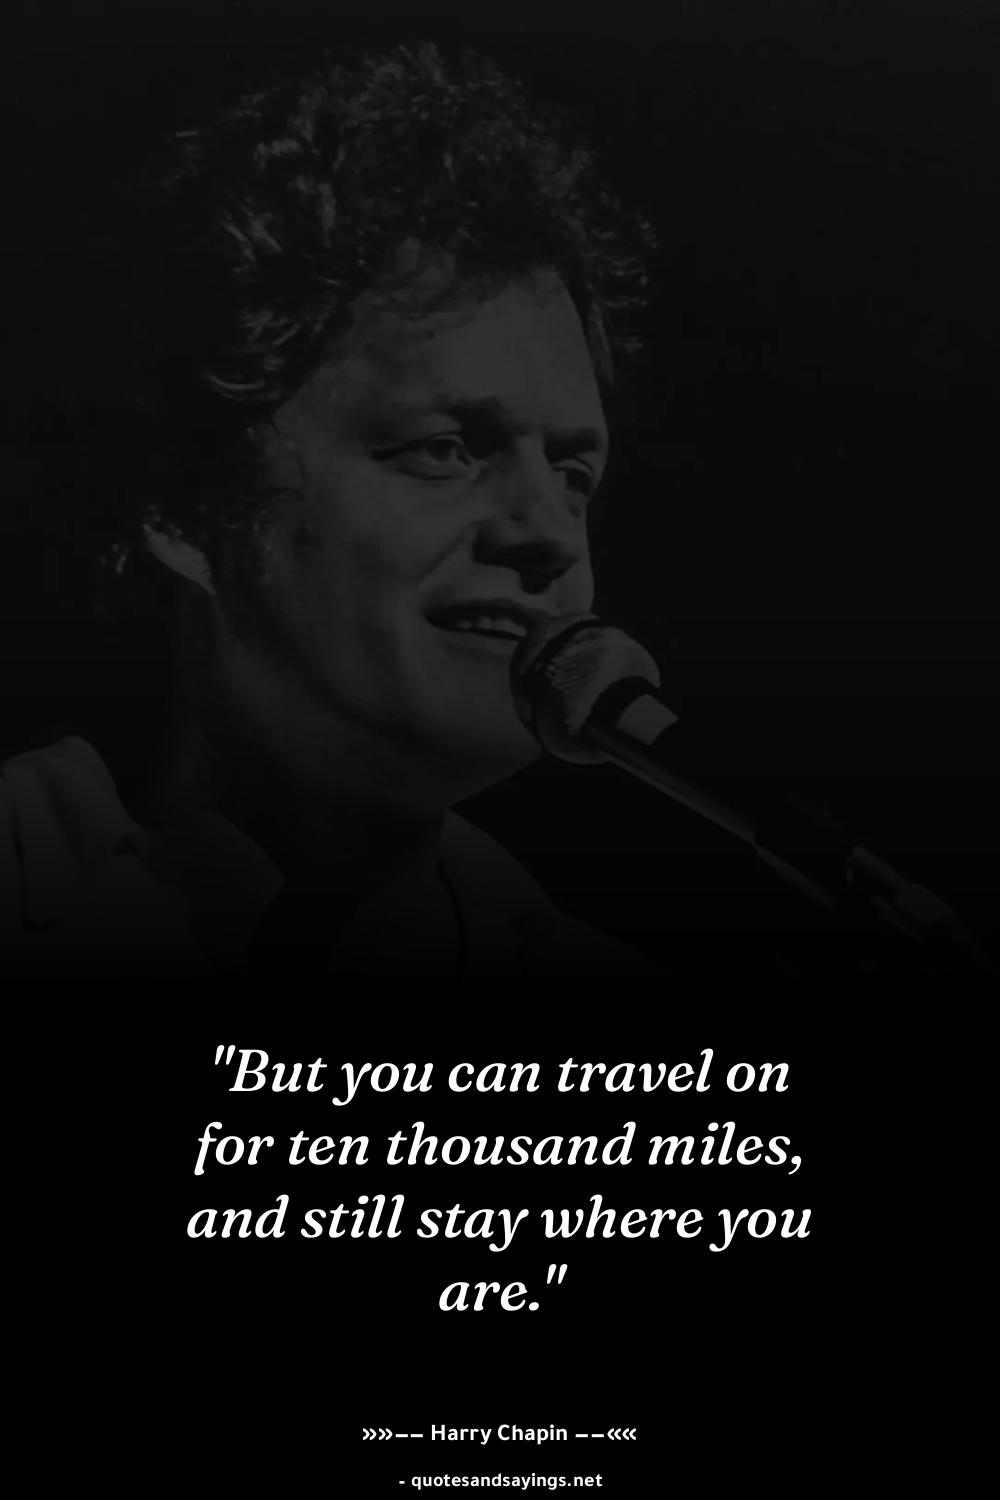 "But you can travel on
for ten thousand miles,
and still stay where you
are."
»»−− Harry Chapin −−««
- quotesandsayings.net